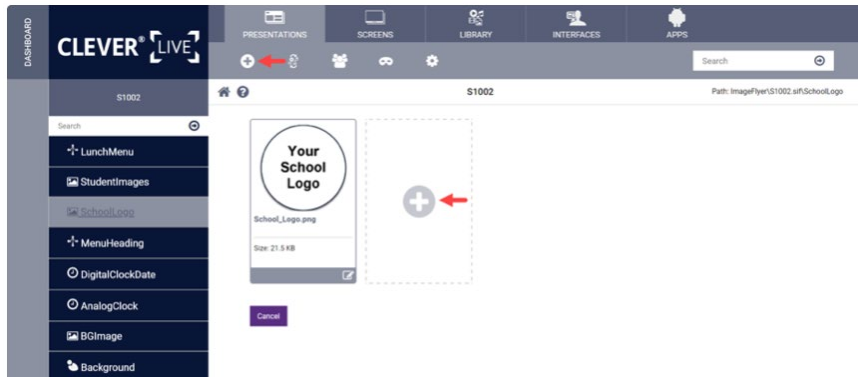 DASHBOARD
CLEVER® LIVE
PRESENTATIONS
SCREENS
LIBRARY
INTERFACES
APPS
Search
S1002
S1002
Path: ImageFlyer\S1002.sif\SchoolLogo
Search
LunchMenu
StudentImages
SchoolLogo
MenuHeading
DigitalClockDate
AnalogClock
BGImage
Background
Your
School
Logo
School_Logo.png
Size: 21.5 KB
Cancel